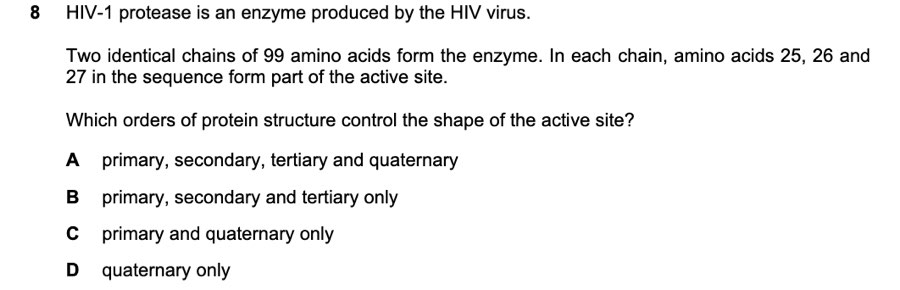 8 HIV-1 protease is an enzyme produced by the HIV virus.
Two identical chains of 99 amino acids form the enzyme. In each chain, amino acids 25, 26 and
27 in the sequence form part of the active site.
Which orders of protein structure control the shape of the active site?
A primary, secondary, tertiary and quaternary
B primary, secondary and tertiary only
C primary and quaternary only
D quaternary only